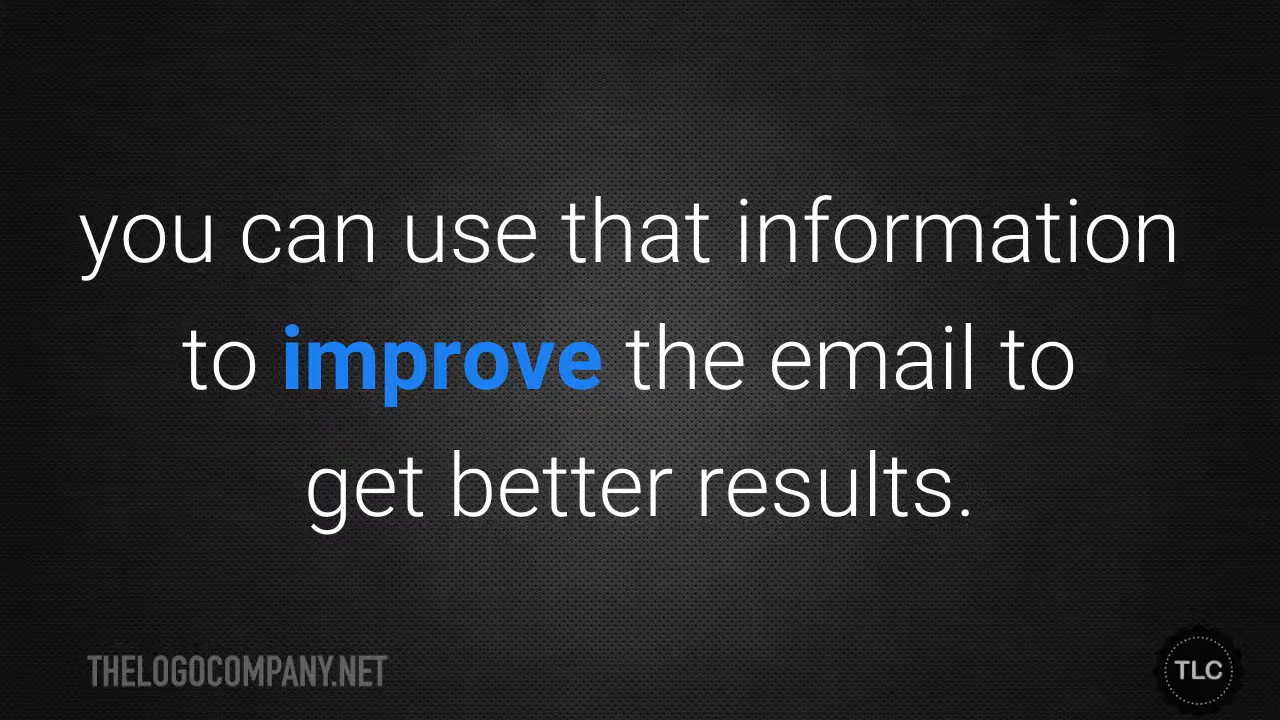 you can use that information
to improve the email to
get better results.
THELOGOCOMPANY.NET
TLC